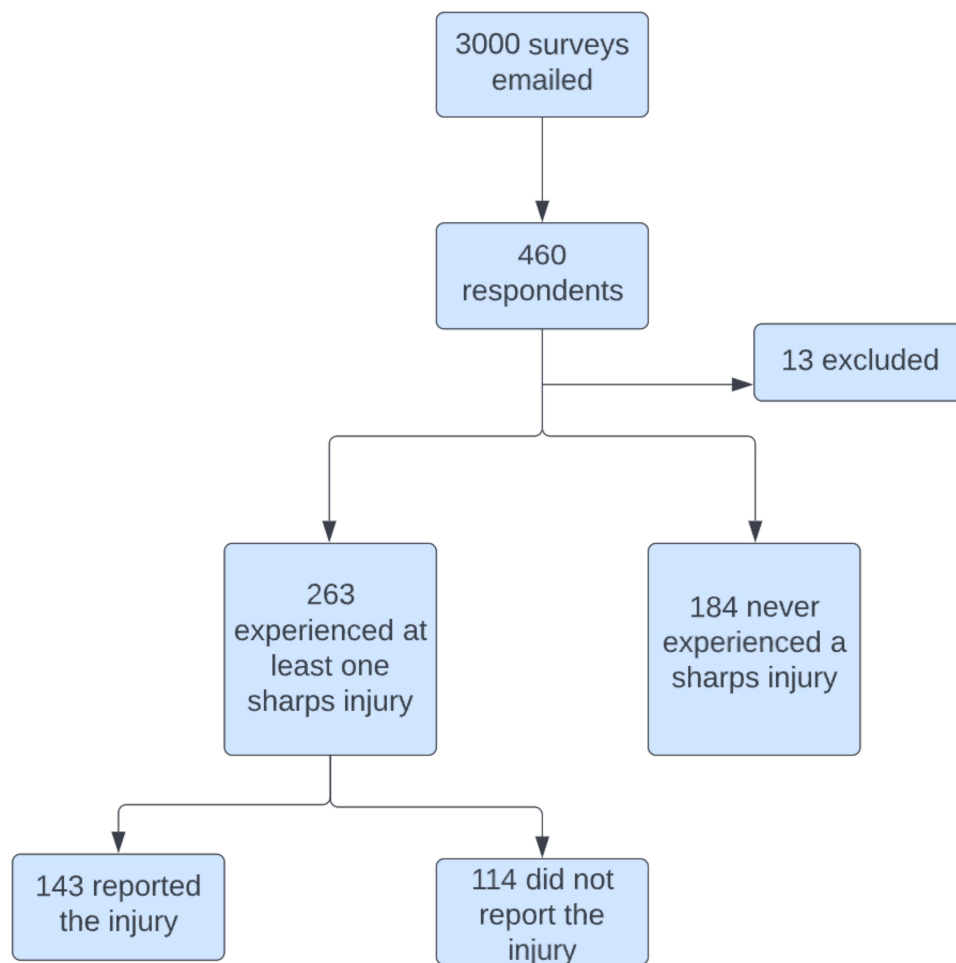 3000 surveys
emailed
460
respondents
13 excluded
263
experienced at
least one
sharps injury
184 never
experienced a
sharps injury
143 reported
the injury
114 did not
report the
injury